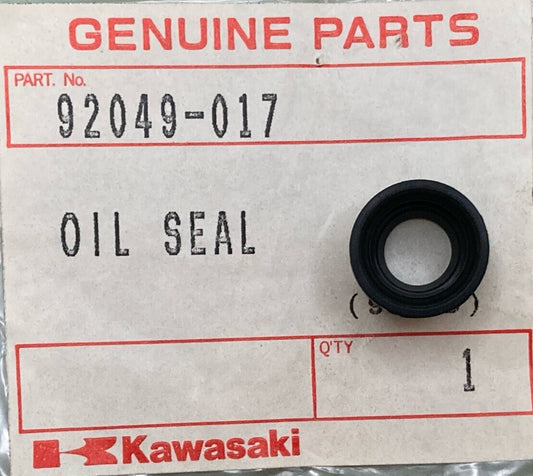 GENUINE PARTS
PART. No.
92049-017
OIL SEAL
Q'TY
1
Kawasaki